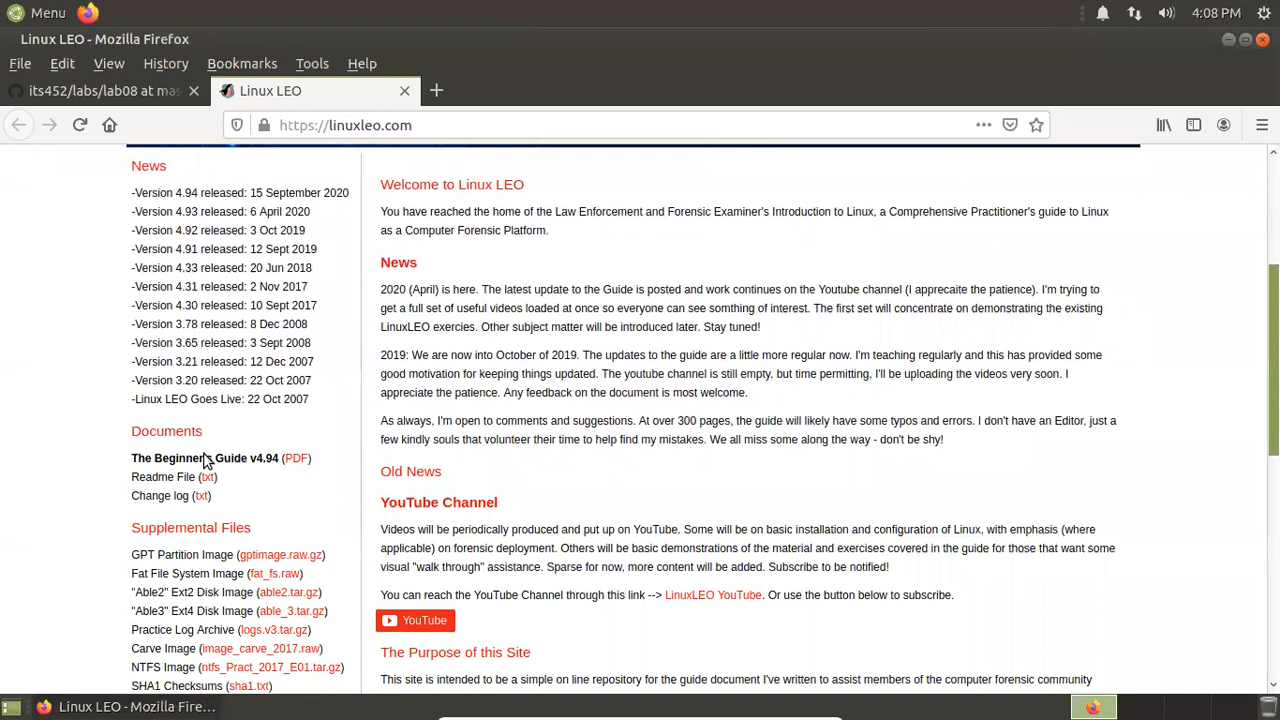 Menu
4:08 PM
Linux LEO - Mozilla Firefox
File Edit View History Bookmarks Tools Help
its452/labs/lab08 at mas
Linux LEO
https://linuxleo.com
News
-Version 4.94 released: 15 September 2020
-Version 4.93 released: 6 April 2020
-Version 4.92 released: 3 Oct 2019
-Version 4.91 released: 12 Sept 2019
-Version 4.33 released: 20 Jun 2018
-Version 4.31 released: 2 Nov 2017
-Version 4.30 released: 10 Sept 2017
-Version 3.78 released: 8 Dec 2008
-Version 3.65 released: 3 Sept 2008
-Version 3.21 released: 12 Dec 2007
-Version 3.20 released: 22 Oct 2007
-Linux LEO Goes Live: 22 Oct 2007
Documents
The Beginner's Guide v4.94 (PDF)
Readme File (txt)
Change log (txt)
Supplemental Files
GPT Partition Image (gptimage.raw.gz)
Fat File System Image (fat_fs.raw)
"Able2" Ext2 Disk Image (able2.tar.gz)
"Able3" Ext4 Disk Image (able_3.tar.gz)
Practice Log Archive (logs.v3.tar.gz)
Carve Image (image_carve_2017.raw)
NTFS Image (ntfs_Pract_2017_E01.tar.gz)
SHA1 Checksums (sha1.txt)
Welcome to Linux LEO
You have reached the home of the Law Enforcement and Forensic Examiner's Introduction to Linux, a Comprehensive Practitioner's guide to Linux
as a Computer Forensic Platform.
News
2020 (April) is here. The latest update to the Guide is posted and work continues on the Youtube channel (I apprecaite the patience). I'm trying to
get a full set of useful videos loaded at once so everyone can see somthing of interest. The first set will concentrate on demonstrating the existing
LinuxLEO exercies. Other subject matter will be introduced later. Stay tuned!
2019: We are now into October of 2019. The updates to the guide are a little more regular now. I'm teaching regularly and this has provided some
good motivation for keeping things updated. The youtube channel is still empty, but time permitting, I'll be uploading the videos very soon. I
appreciate the patience. Any feedback on the document is most welcome.
As always, I'm open to comments and suggestions. At over 300 pages, the guide will likely have some typos and errors. I don't have an Editor, just a
few kindly souls that volunteer their time to help find my mistakes. We all miss some along the way - don't be shy!
Old News
YouTube Channel
Videos will be periodically produced and put up on YouTube. Some will be on basic installation and configuration of Linux, with emphasis (where
applicable) on forensic deployment. Others will be basic demonstrations of the material and exercises covered in the guide for those that want some
visual "walk through" assistance. Sparse for now, more content will be added. Subscribe to be notified!
You can reach the YouTube Channel through this link --> LinuxLEO YouTube. Or use the button below to subscribe.
YouTube
The Purpose of this Site
This site is intended to be a simple on line repository for the guide document I've written to assist members of the computer forensic community
Linux LEO - Mozilla Fire...